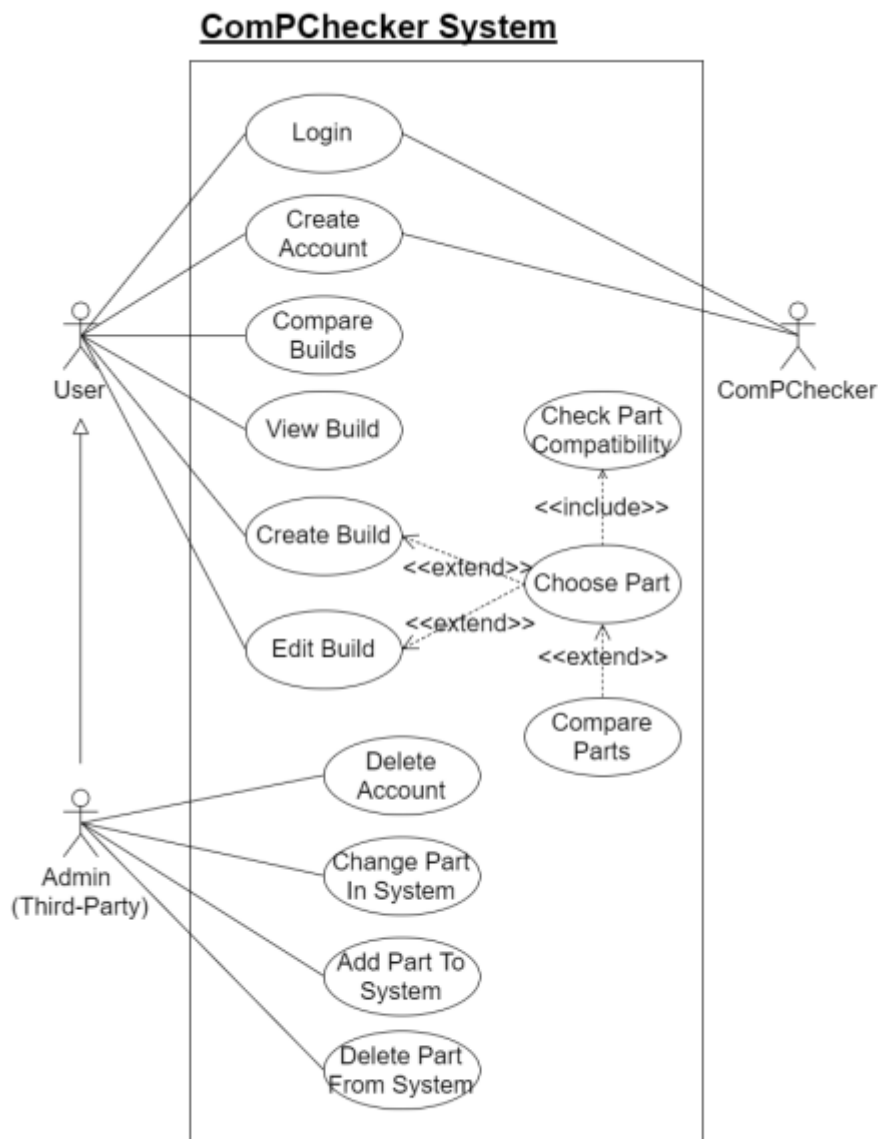 ComPChecker System
Login
Create
Account
Compare
Builds
User
ComPChecker
View Build
Check Part
Compatibility
<<include>>
Create Build
<<extend>>
Choose Part
<<extend>>
Edit Build
<<extend>>
Compare
Parts
Delete
Account
Admin
(Third-Party)
Change Part
In System
Add Part To
System
Delete Part
From System